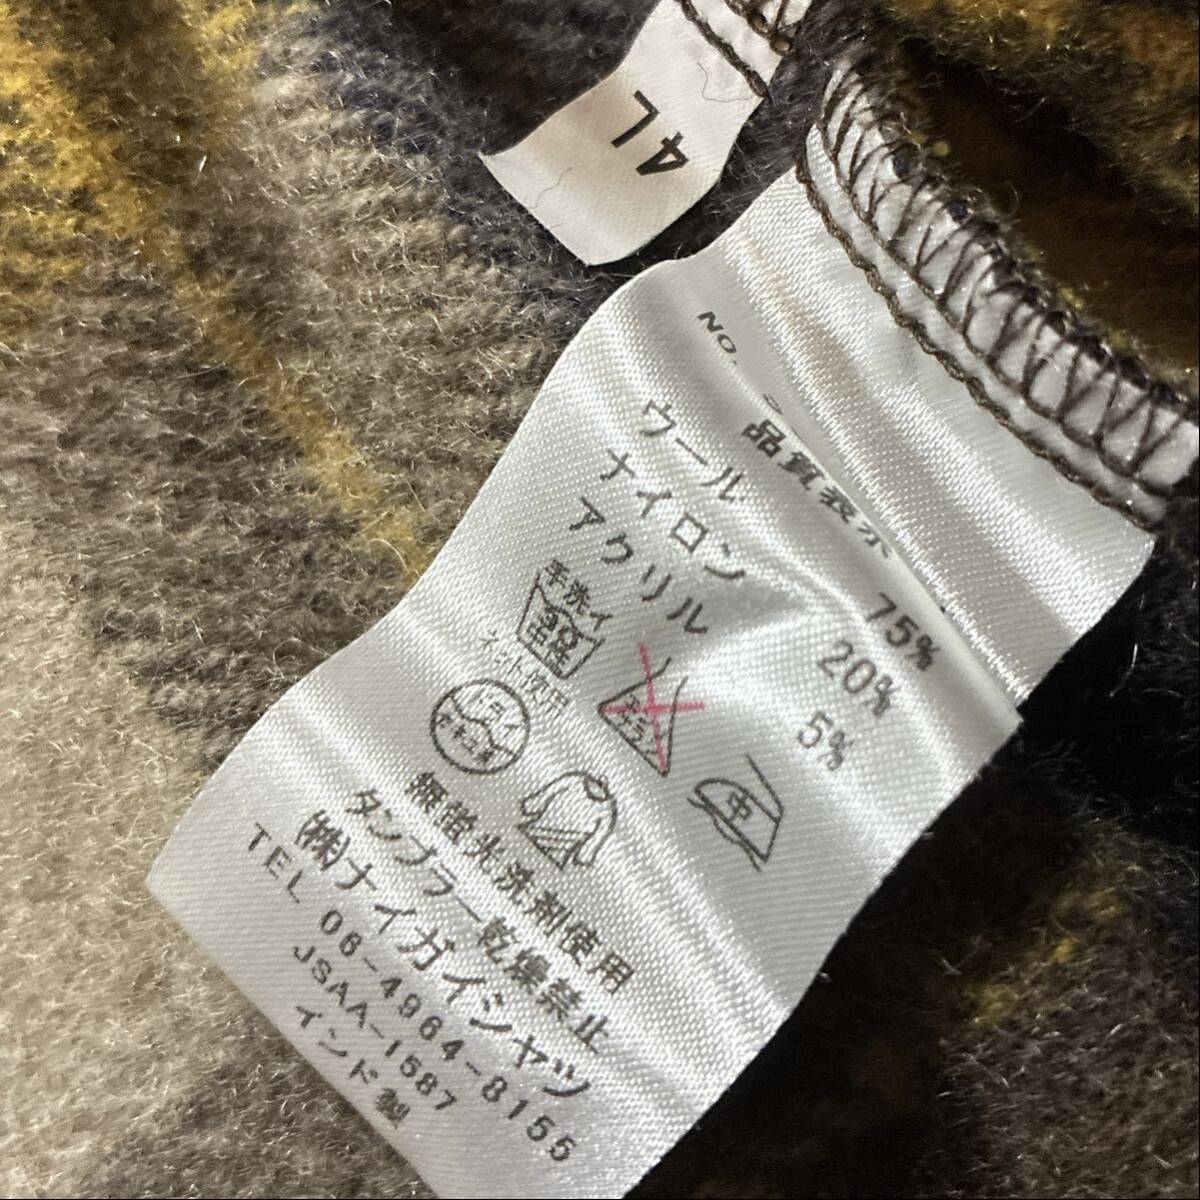 4L
NO.
品質表示
ウール 75%
ナイロン 20%
アクリル 5%
手洗イ
中
ネット使用
無蛍光洗剤使用
タンブラー乾燥禁止
㈱ナイガイシャツ
TEL 06-4964-8155
JSAA-1587
インド製